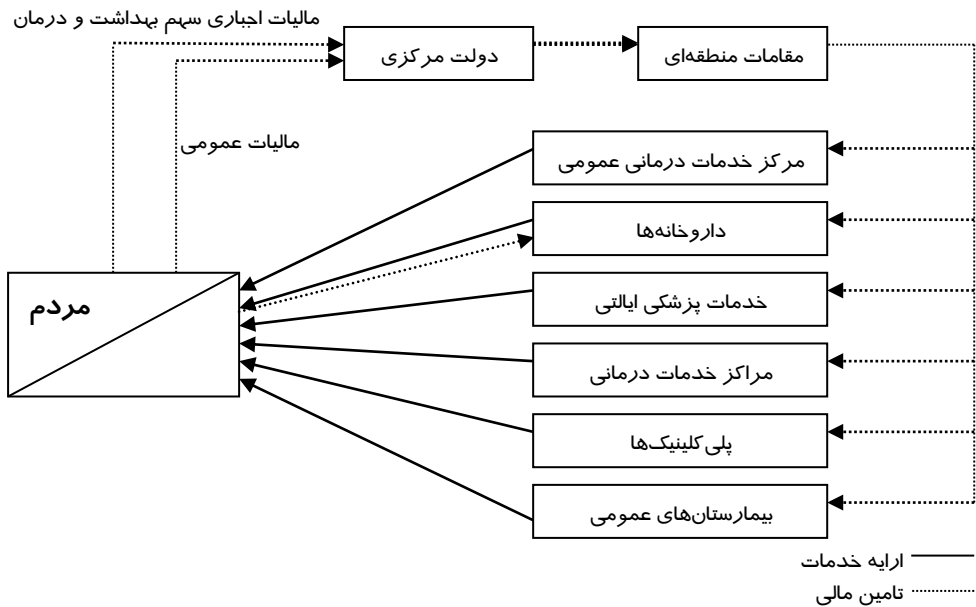 مالیات اجباری سهم بهداشت و درمان
دولت مرکزی
مقامات منطقه‌ای
مالیات عمومی
مرکز خدمات درمانی عمومی
داروخانه‌ها
مردم
خدمات پزشکی ایالتی
مراکز خدمات درمانی
پلی‌کلینیک‌ها
بیمارستان‌های عمومی
ارایه خدمات
تامین مالی